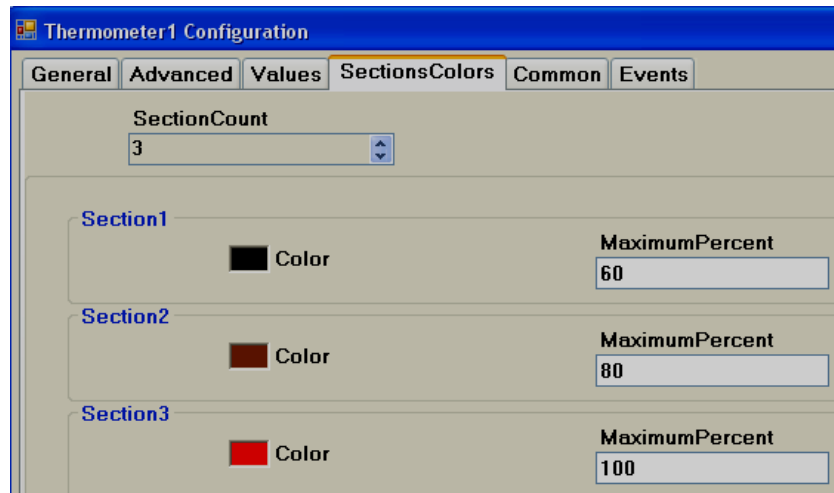 Thermometer1 Configuration
General Advanced Values SectionsColors Common Events
SectionCount
3
Section1
Color
MaximumPercent
60
Section2
Color
MaximumPercent
80
Section3
Color
MaximumPercent
100